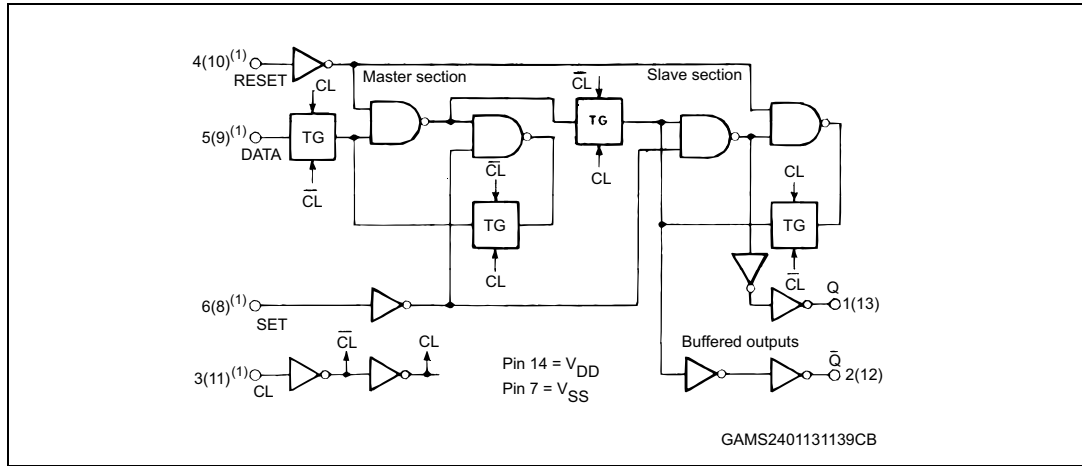 4(10)(1)
RESET
Master section
Slave section
CL
CL
5(9)(1)
DATA
TG
TG
CL
CL
CL
CL
TG
TG
CL
CL
6(8)(1)
SET
Q
1(13)
CL
CL
3(11)(1)
CL
Pin 14 = VDD
Pin 7 = VSS
Buffered outputs
Q
2(12)
GAMS2401131139CB